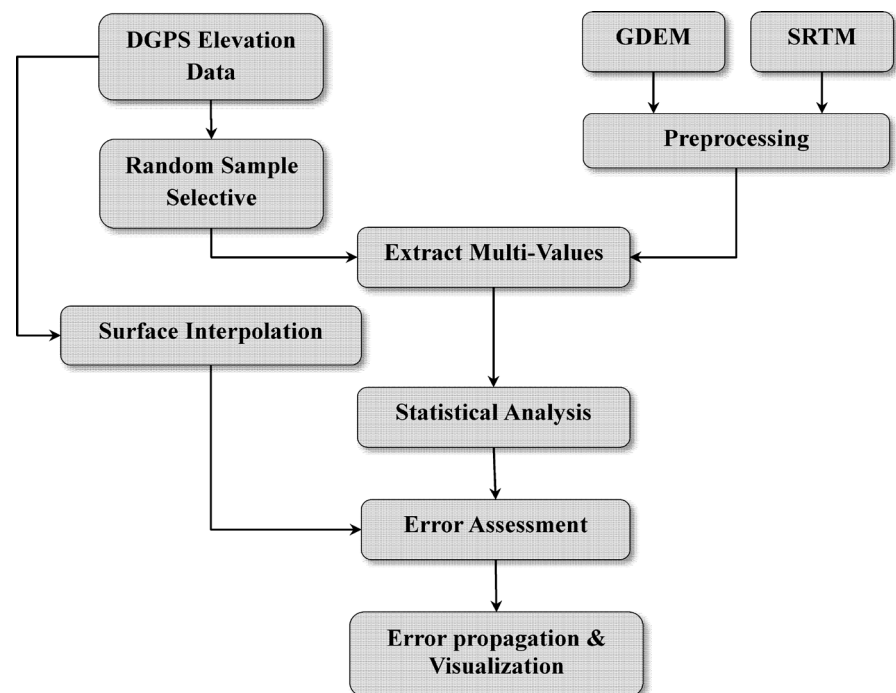 DGPS Elevation
Data
GDEM
SRTM
Preprocessing
Random Sample
Selective
Extract Multi-Values
Surface Interpolation
Statistical Analysis
Error Assessment
Error propagation &
Visualization